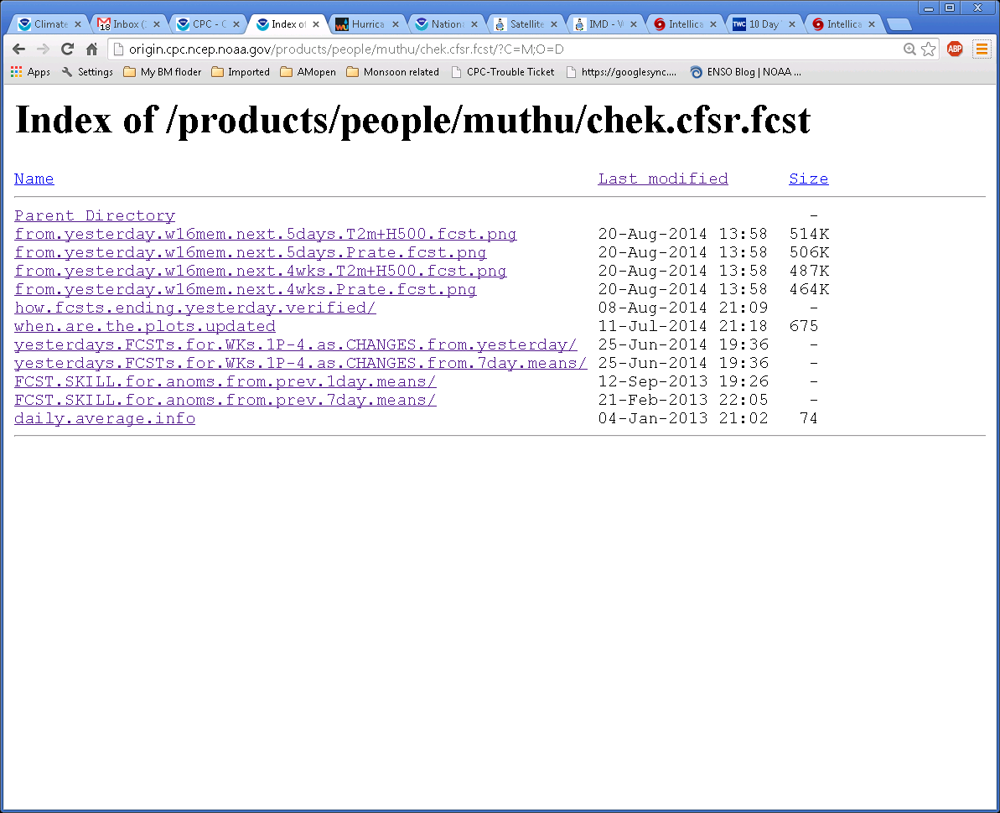 Climate Inbox ( CPC - C Index of Hurrica Nation Satellite IMD - Intellica TWC 10 Day Intellica
18
origin.cpc.ncep.noaa.gov/products/people/muthu/chek.cfsr.fcst/?C=M;O=D ABP
Apps Settings My BM floder Imported AMopen Monsoon related CPC-Trouble Ticket https://googlesync.... ENSO Blog | NOAA ...
Index of /products/people/muthu/chek.cfsr.fcst
Name Last modified Size
Parent Directory -
from.yesterday.w16mem.next.5days.T2m+H500.fcst.png 20-Aug-2014 13:58 514K
from.yesterday.w16mem.next.5days.Prate.fcst.png 20-Aug-2014 13:58 506K
from.yesterday.w16mem.next.4wks.T2m+H500.fcst.png 20-Aug-2014 13:58 487K
from.yesterday.w16mem.next.4wks.Prate.fcst.png 20-Aug-2014 13:58 464K
how.fcsts.ending.yesterday.verified/ 08-Aug-2014 21:09 -
when.are.the.plots.updated 11-Jul-2014 21:18 675
yesterdays.FCSTs.for.WKs.1P-4.as.CHANGES.from.yesterday/ 25-Jun-2014 19:36 -
yesterdays.FCSTs.for.WKs.1P-4.as.CHANGES.from.7day.means/ 25-Jun-2014 19:36 -
FCST.SKILL.for.anoms.from.prev.1day.means/ 12-Sep-2013 19:26 -
FCST.SKILL.for.anoms.from.prev.7day.means/ 21-Feb-2013 22:05 -
daily.average.info 04-Jan-2013 21:02 74